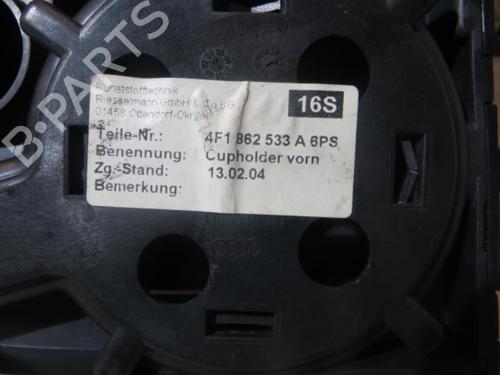 Kunststofftechnik
Riesselmann GmbH & Co.KG
01458 Ottendorf-Okrilla
16S
Teile-Nr.: 4F1 862 533 A 6PS
Benennung: Cupholder vorn
Zg.-Stand: 13.02.04
Bemerkung:
B-PARTS